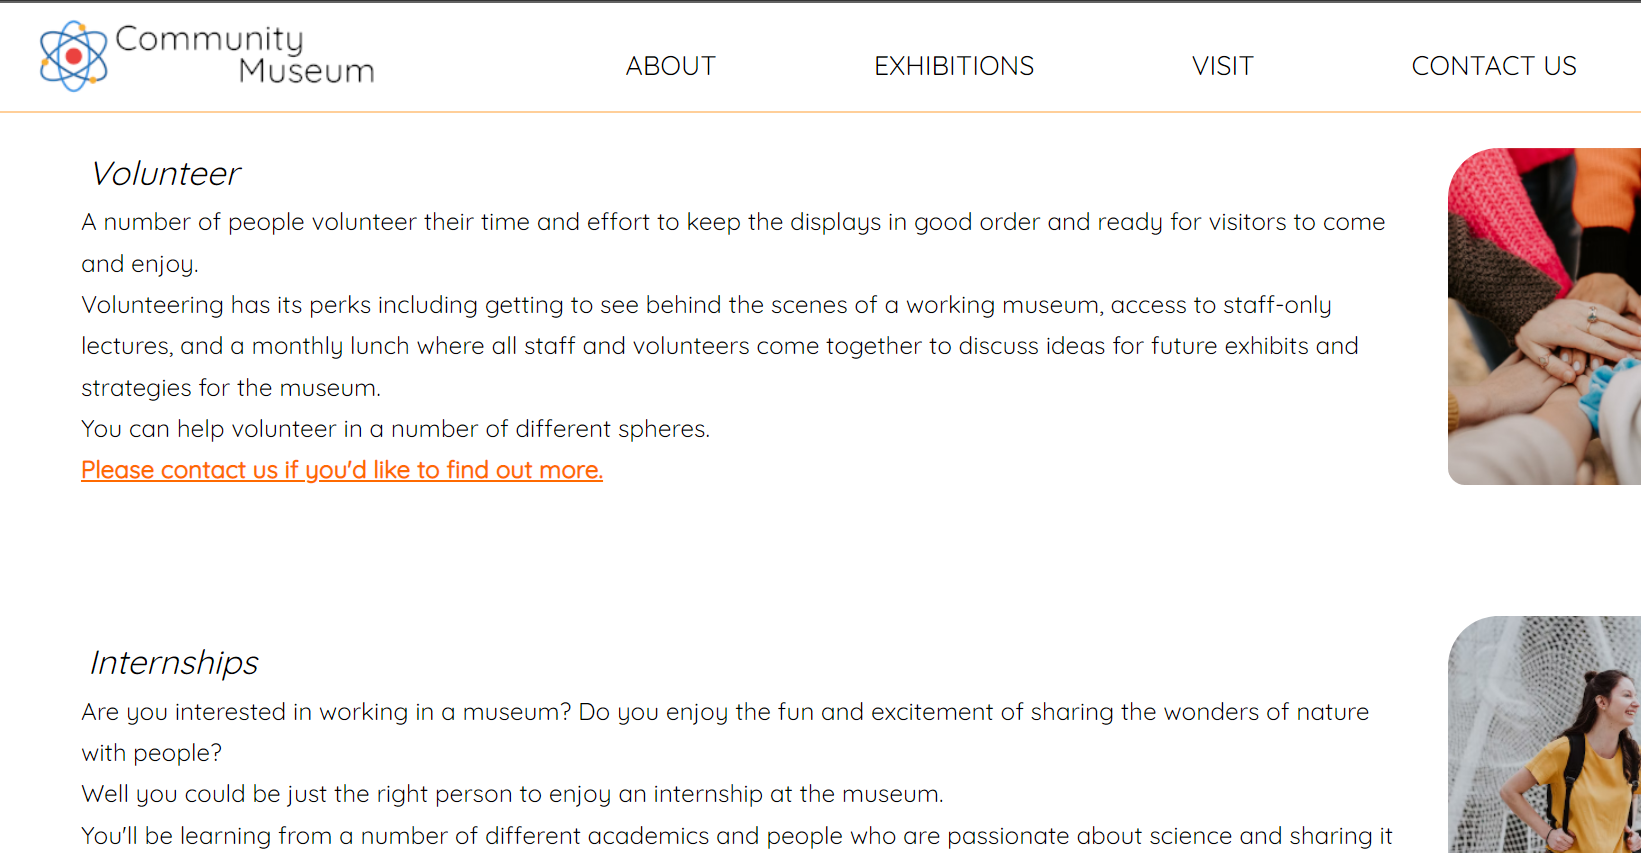 Community
Museum
ABOUT
EXHIBITIONS
VISIT
CONTACT US
Volunteer
A number of people volunteer their time and effort to keep the displays in good order and ready for visitors to come
and enjoy.
Volunteering has its perks including getting to see behind the scenes of a working museum, access to staff-only
lectures, and a monthly lunch where all staff and volunteers come together to discuss ideas for future exhibits and
strategies for the museum.
You can help volunteer in a number of different spheres.
Please contact us if you'd like to find out more.
Internships
Are you interested in working in a museum? Do you enjoy the fun and excitement of sharing the wonders of nature
with people?
Well you could be just the right person to enjoy an internship at the museum.
You'll be learning from a number of different academics and people who are passionate about science and sharing it